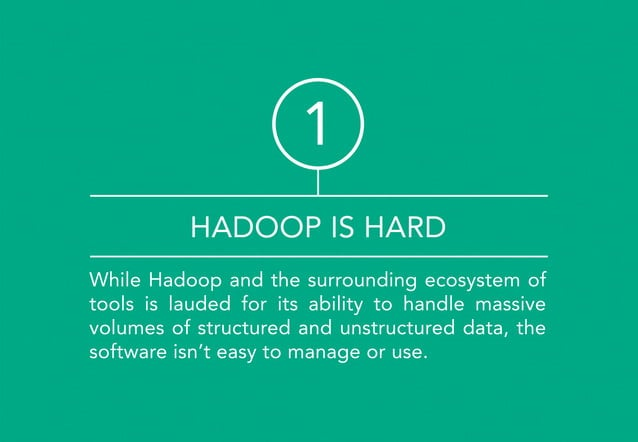 1
HADOOP IS HARD
While Hadoop and the surrounding ecosystem of
tools is lauded for its ability to handle massive
volumes of structured and unstructured data, the
software isn’t easy to manage or use.